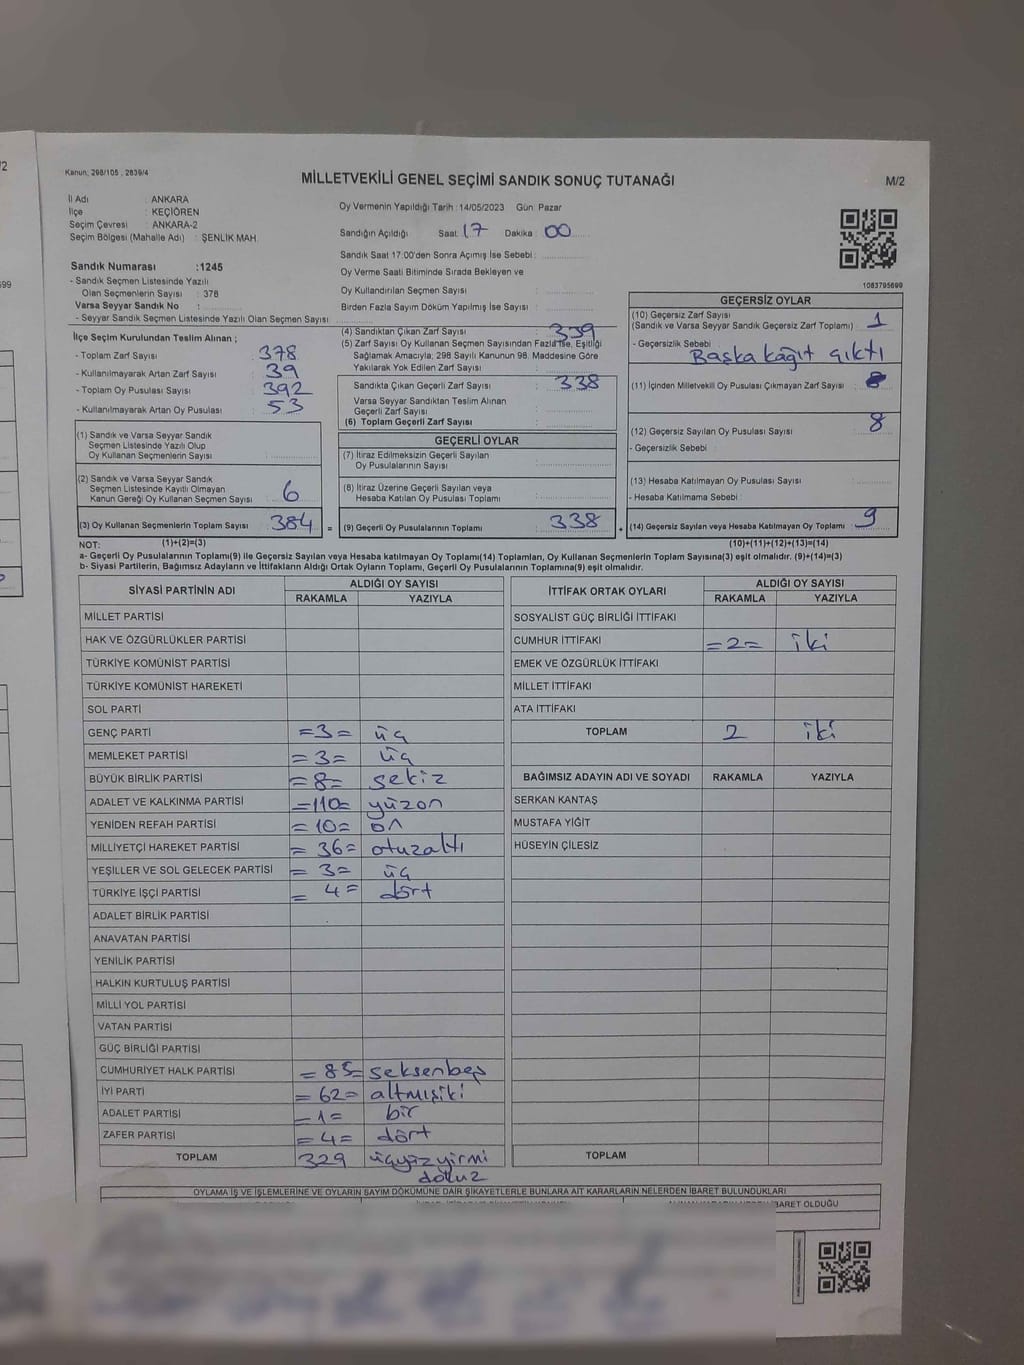 Kanun, 298/105 , 2839/4
MİLLETVEKİLİ GENEL SEÇİMİ SANDIK SONUÇ TUTANAĞI
M/2
İl Adı : ANKARA
İlçe : KEÇİÖREN
Seçim Çevresi : ANKARA-2
Seçim Bölgesi (Mahalle Adı) : ŞENLİK MAH.
Oy Vermenin Yapıldığı Tarih :14/05/2023 Gün: Pazar
Sandığın Açıldığı Saat: 17 Dakika: 00
Sandık Saat 17:00'den Sonra Açımış İse Sebebi :
Oy Verme Saati Bitiminde Sırada Bekleyen ve
Oy Kullandırılan Seçmen Sayısı :
Birden Fazla Sayım Döküm Yapılmış İse Sayısı :
1083795699
Sandık Numarası :1245
- Sandık Seçmen Listesinde Yazılı
Olan Seçmenlerin Sayısı : 378
Varsa Seyyar Sandık No :
- Seyyar Sandık Seçmen Listesinde Yazılı Olan Seçmen Sayısı :
İlçe Seçim Kurulundan Teslim Alınan ;
- Toplam Zarf Sayısı : 378
- Kullanılmayarak Artan Zarf Sayısı : 39
- Toplam Oy Pusulası Sayısı : 392
- Kullanılmayarak Artan Oy Pusulası : 53
(1) Sandık ve Varsa Seyyar Sandık
Seçmen Listesinde Yazılı Olup
Oy Kullanan Seçmenlerin Sayısı :
(2) Sandık ve Varsa Seyyar Sandık
Seçmen Listesinde Kayıtlı Olmayan
Kanun Gereği Oy Kullanan Seçmen Sayısı : 6
(3) Oy Kullanan Seçmenlerin Toplam Sayısı : 384 =
(1)+(2)=(3)
(4) Sandıktan Çıkan Zarf Sayısı : 339
(5) Zarf Sayısı Oy Kullanan Seçmen Sayısından Fazla İse, Eşitliği
Sağlamak Amacıyla; 298 Sayılı Kanunun 98. Maddesine Göre
Yakılarak Yok Edilen Zarf Sayısı :
Sandıkta Çıkan Geçerli Zarf Sayısı : 338
Varsa Seyyar Sandıktan Teslim Alınan
Geçerli Zarf Sayısı :
(6) Toplam Geçerli Zarf Sayısı :
GEÇERLİ OYLAR
(7) İtiraz Edilmeksizin Geçerli Sayılan
Oy Pusulalarının Sayısı :
(8) İtiraz Üzerine Geçerli Sayılan veya
Hesaba Katılan Oy Pusulası Toplamı :
(9) Geçerli Oy Pusulalarının Toplamı : 338 +
GEÇERSİZ OYLAR
(10) Geçersiz Zarf Sayısı
(Sandık ve Varsa Seyyar Sandık Geçersiz Zarf Toplamı) : 1
- Geçersizlik Sebebi : Başka kağıt çıktı
(11) İçinden Milletvekili Oy Pusulası Çıkmayan Zarf Sayısı :
(12) Geçersiz Sayılan Oy Pusulası Sayısı : 8
- Geçersizlik Sebebi :
(13) Hesaba Katılmayan Oy Pusulası Sayısı :
- Hesaba Katılmama Sebebi :
(14) Geçersiz Sayılan veya Hesaba Katılmayan Oy Toplamı : 9
(10)+(11)+(12)+(13)=(14)
NOT:
a- Geçerli Oy Pusulalarının Toplamı(9) ile Geçersiz Sayılan veya Hesaba katılmayan Oy Toplamı(14) Toplamları, Oy Kullanan Seçmenlerin Toplam Sayısına(3) eşit olmalıdır. (9)+(14)=(3)
b- Siyasi Partilerin, Bağımsız Adayların ve İttifakların Aldığı Ortak Oyların Toplamı, Geçerli Oy Pusulalarının Toplamına(9) eşit olmalıdır.
SİYASİ PARTİNİN ADI ALDIĞI OY SAYISI
RAKAMLA YAZIYLA
MİLLET PARTİSİ
HAK VE ÖZGÜRLÜKLER PARTİSİ
TÜRKİYE KOMÜNİST PARTİSİ
TÜRKİYE KOMÜNİST HAREKETİ
SOL PARTİ
GENÇ PARTİ =3= üç
MEMLEKET PARTİSİ =3= üç
BÜYÜK BİRLİK PARTİSİ =8= sekiz
ADALET VE KALKINMA PARTİSİ =110= yüzon
YENİDEN REFAH PARTİSİ =10= on
MİLLİYETÇİ HAREKET PARTİSİ =36= otuzaltı
YEŞİLLER VE SOL GELECEK PARTİSİ =3= üç
TÜRKİYE İŞÇİ PARTİSİ =4= dört
ADALET BİRLİK PARTİSİ
ANAVATAN PARTİSİ
YENİLİK PARTİSİ
HALKIN KURTULUŞ PARTİSİ
MİLLİ YOL PARTİSİ
VATAN PARTİSİ
GÜÇ BİRLİĞİ PARTİSİ
CUMHURİYET HALK PARTİSİ =85= seksenbeş
İYİ PARTİ =62= altmışiki
ADALET PARTİSİ =1= bir
ZAFER PARTİSİ =4= dört
TOPLAM 329 üçyüzyirmi
dokuz
İTTİFAK ORTAK OYLARI ALDIĞI OY SAYISI
RAKAMLA YAZIYLA
SOSYALİST GÜÇ BİRLİĞİ İTTİFAKI
CUMHUR İTTİFAKI =2= iki
EMEK VE ÖZGÜRLÜK İTTİFAKI
MİLLET İTTİFAKI
ATA İTTİFAKI
TOPLAM 2 iki
BAĞIMSIZ ADAYIN ADI VE SOYADI RAKAMLA YAZIYLA
SERKAN KANTAŞ
MUSTAFA YİĞİT
HÜSEYİN ÇİLESİZ
TOPLAM
OYLAMA İŞ VE İŞLEMLERİNE VE OYLARIN SAYIM DÖKÜMÜNE DAİR ŞİKAYETLERLE BUNLARA AİT KARARLARIN NELERDEN İBARET BULUNDUKLARI
İBARET OLDUĞU